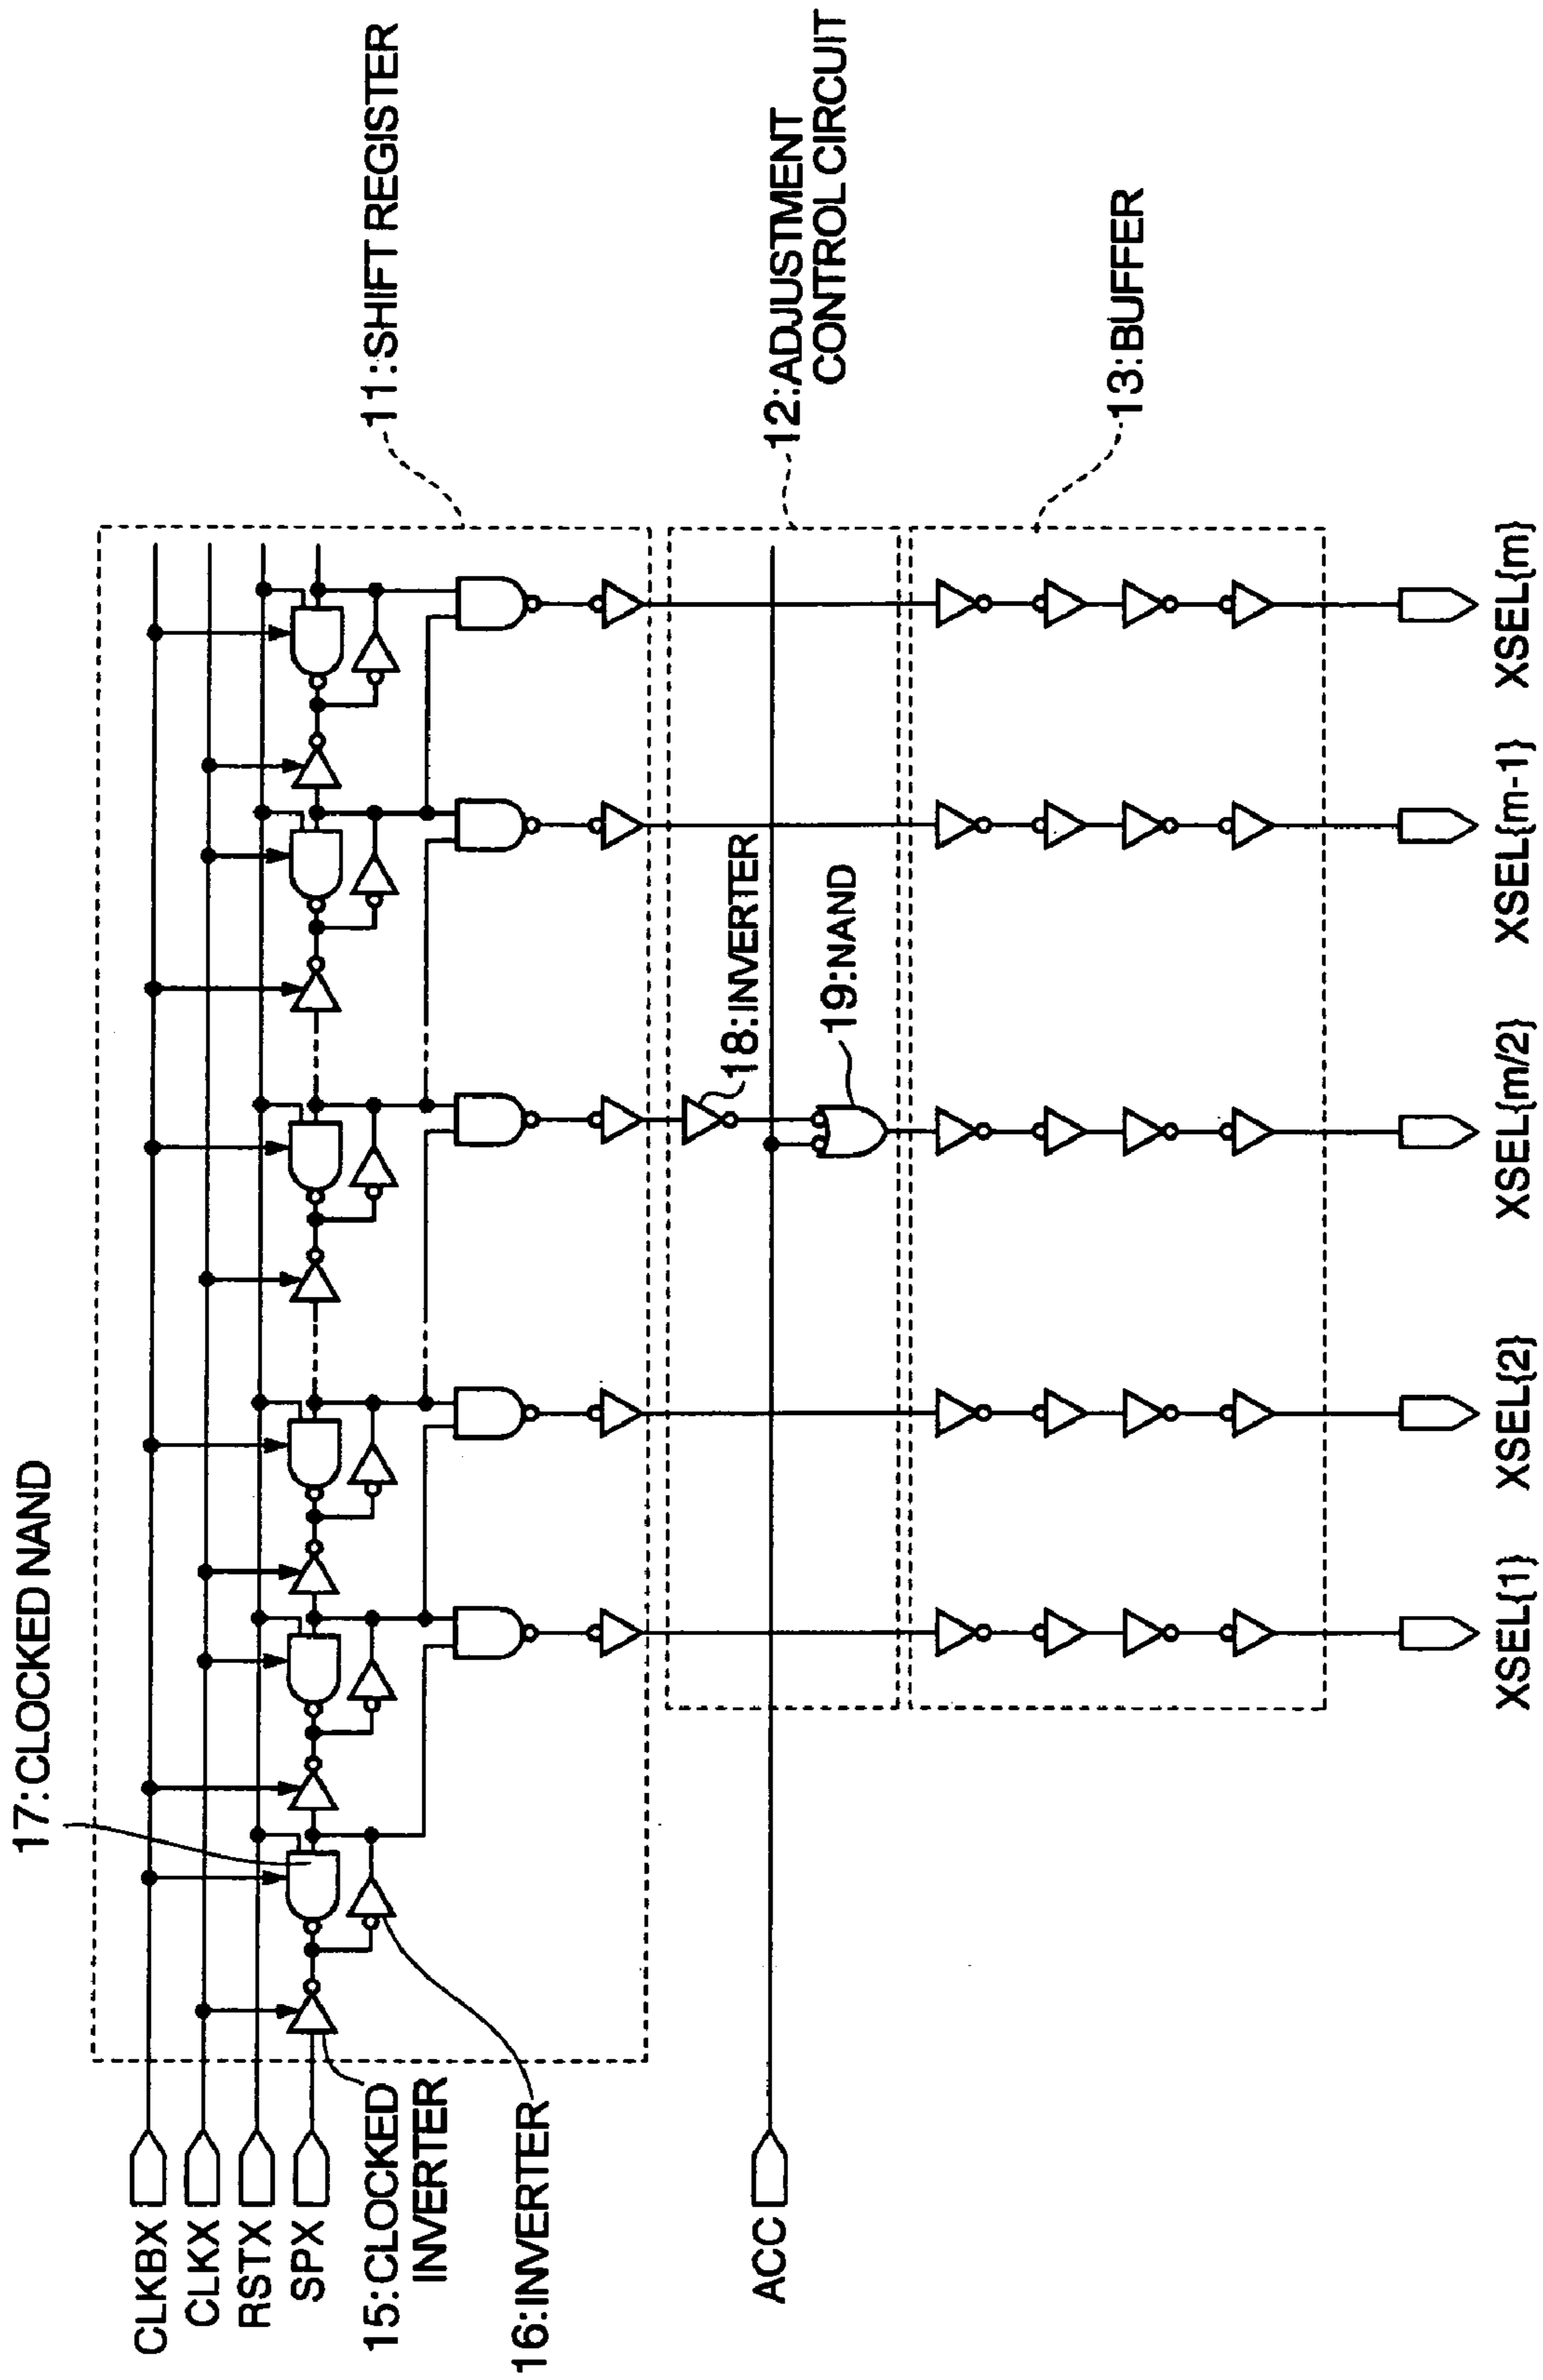 17:CLOCKED NAND
CLKBX
CLKX
RSTX
SPX
15:CLOCKED
INVERTER
16:INVERTER
11:SHIFT REGISTER
ACC
18:INVERTER
19:NAND
12:ADJUSTMENT
CONTROL CIRCUIT
13:BUFFER
XSEL{1}
XSEL{2}
XSEL{m/2}
XSEL{m-1}
XSEL{m}